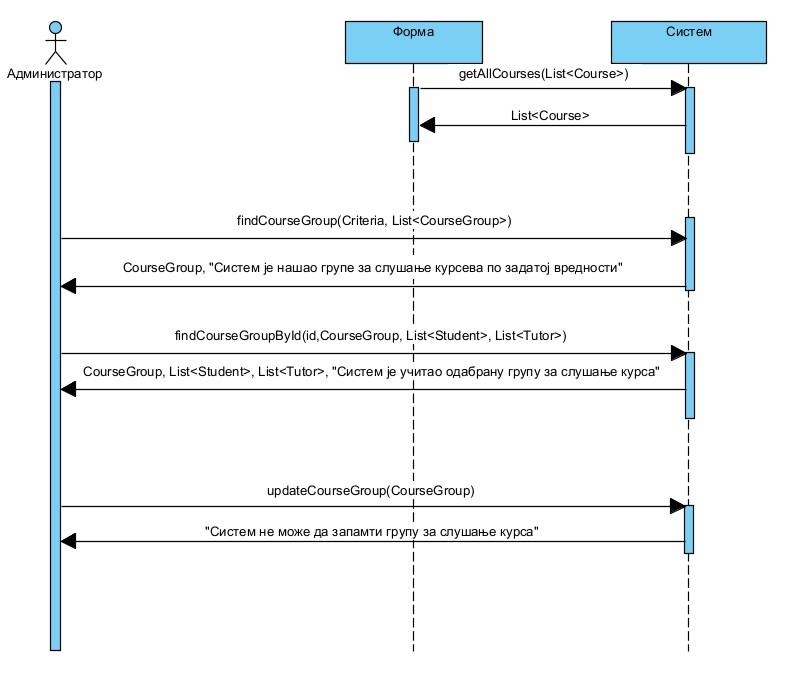 Администратор
Форма
Систем
getAllCourses(List<Course>)
List<Course>
findCourseGroup(Criteria, List<CourseGroup>)
CourseGroup, "Систем је нашао групе за слушање курсева по задатој вредности"
findCourseGroupById(id,CourseGroup, List<Student>, List<Tutor>)
CourseGroup, List<Student>, List<Tutor>, "Систем је учитао одабрану групу за слушање курса"
updateCourseGroup(CourseGroup)
"Систем не може да запамти групу за слушање курса"